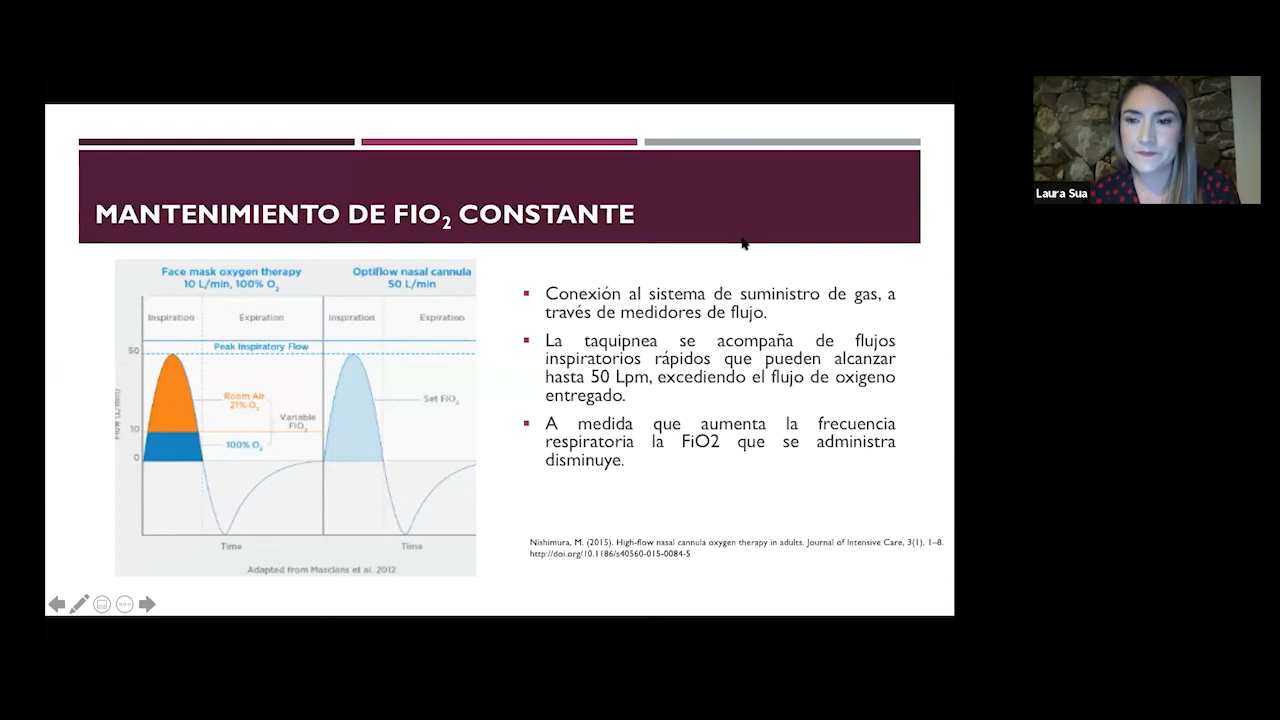 MANTENIMIENTO DE FIO2 CONSTANTE
Face mask oxygen therapy
10 L/min, 100% O2
Optiflow nasal cannula
50 L/min
Inspiration
Expiration
Inspiration
Expiration
Peak Inspiratory Flow
50
Room Air
21% O2
Set FiO2
Variable
FiO2
10
100% O2
0
Flow (L/min)
Time
Time
Adapted from Masclans et al. 2012
Conexión al sistema de suministro de gas, a
través de medidores de flujo.
La taquipnea se acompaña de flujos
inspiratorios rápidos que pueden alcanzar
hasta 50 Lpm, excediendo el flujo de oxigeno
entregado.
A medida que aumenta la frecuencia
respiratoria la FiO2 que se administra
disminuye.
Nishimura, M. (2015). High-flow nasal cannula oxygen therapy in adults. Journal of Intensive Care, 3(1), 1–8.
http://doi.org/10.1186/s40560-015-0084-5
Laura Sua